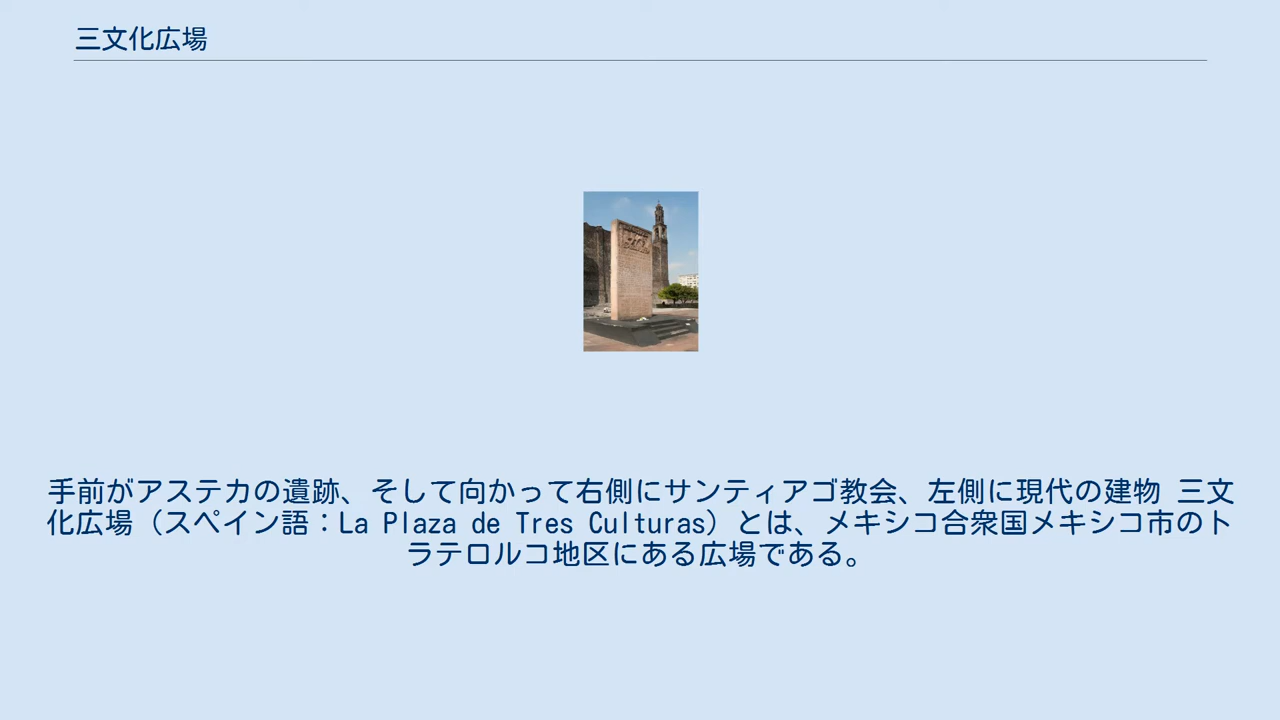 三文化広場
手前がアステカの遺跡、そして向かって右側にサンティアゴ教会、左側に現代の建物 三文
化広場（スペイン語：La Plaza de Tres Culturas）とは、メキシコ合衆国メキシコ市のト
ラテロルコ地区にある広場である。